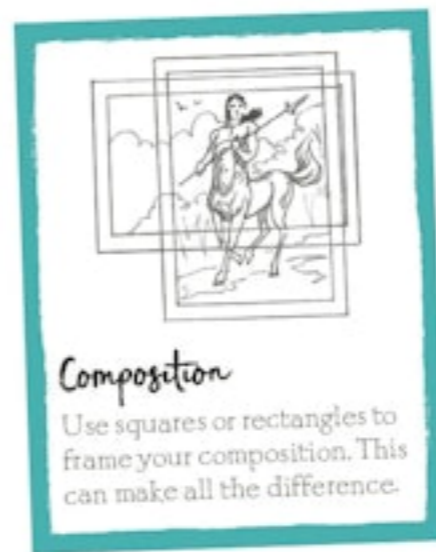 Composition
Use squares or rectangles to
frame your composition. This
can make all the difference.